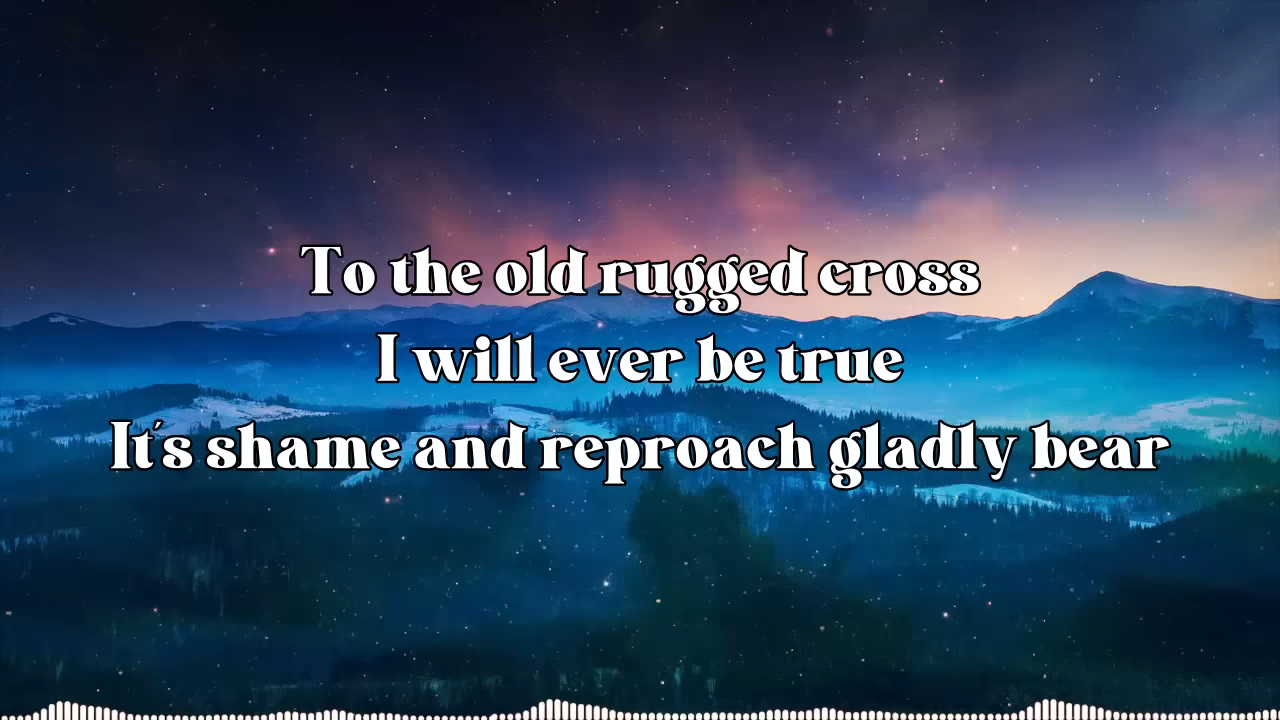 To the old rugged cross
I will ever be true
It's shame and reproach gladly bear